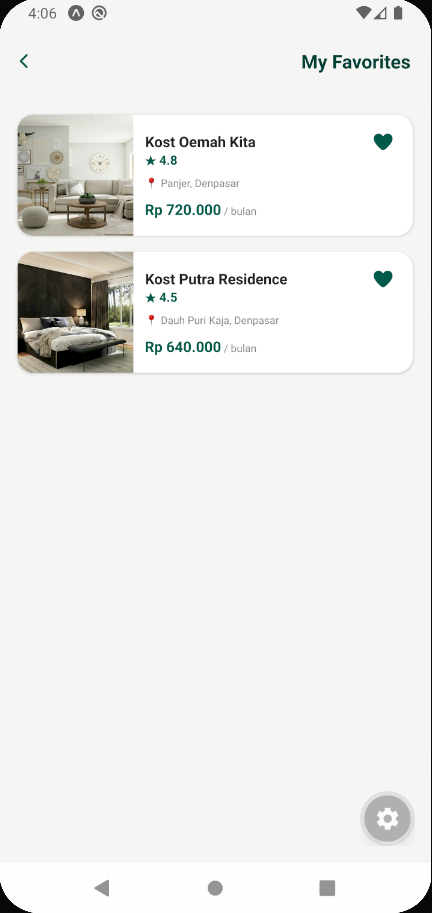 4:06
My Favorites
Kost Oemah Kita
★ 4.8
📍 Panjer, Denpasar
Rp 720.000 / bulan
Kost Putra Residence
★ 4.5
📍 Dauh Puri Kaja, Denpasar
Rp 640.000 / bulan